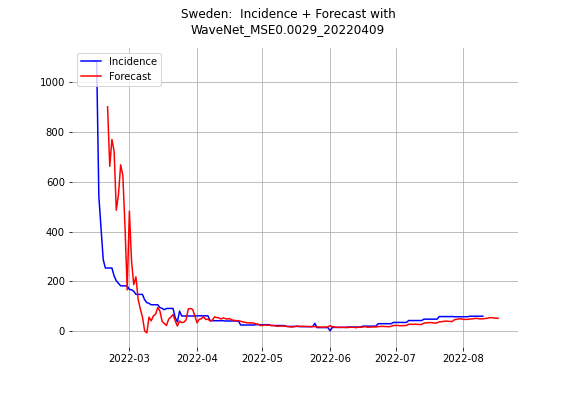 Sweden:  Incidence + Forecast with
WaveNet_MSE0.0029_20220409
Incidence
Forecast
1000
800
600
400
200
0
2022-03 2022-04 2022-05 2022-06 2022-07 2022-08